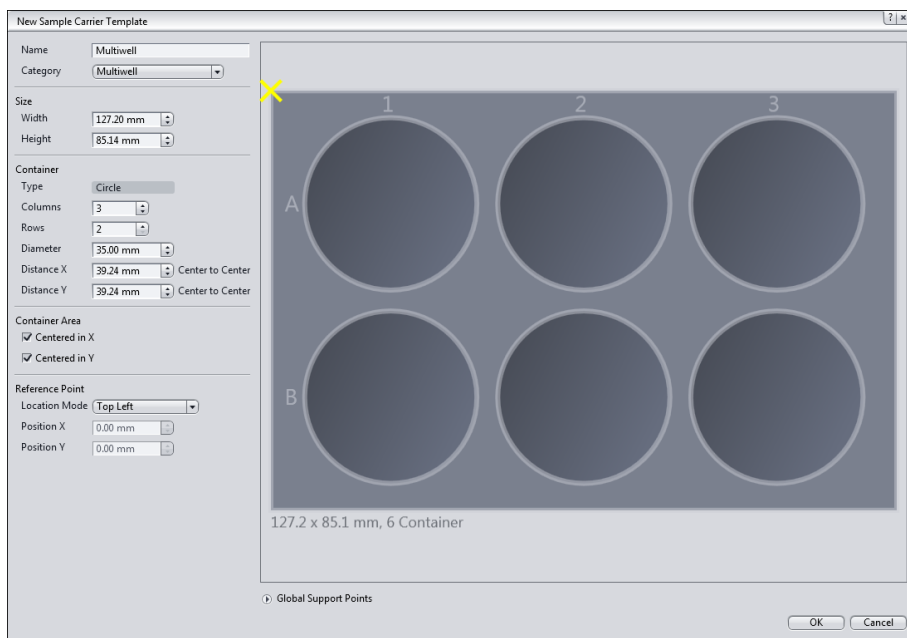 New Sample Carrier Template
? ×
Name Multiwell
Category Multiwell
Size
Width 127.20 mm
Height 85.14 mm
Container
Type Circle
Columns 3
Rows 2
Diameter 35.00 mm
Distance X 39.24 mm Center to Center
Distance Y 39.24 mm Center to Center
Container Area
Centered in X
Centered in Y
Reference Point
Location Mode Top Left
Position X 0.00 mm
Position Y 0.00 mm
1 2 3
A
B
127.2 x 85.1 mm, 6 Container
Global Support Points
OK Cancel